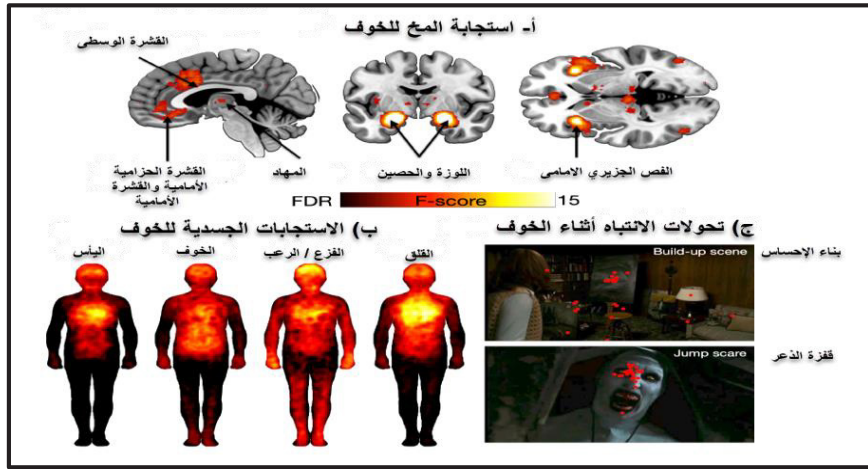 أ- استجابة المخ للخوف
القشرة الوسطى
القشرة الحزامية
الأمامية والقشرة
الأمامية
المهاد
اللوزة والحصين
الفص الجزيري الامامى
FDR F-score 15
ب) الاستجابات الجسدية للخوف
اليأس
الخوف
الفزع / الرعب
القلق
ج) تحولات الانتباه أثناء الخوف
Build-up scene
بناء الإحساس
Jump scare
قفزة الذعر